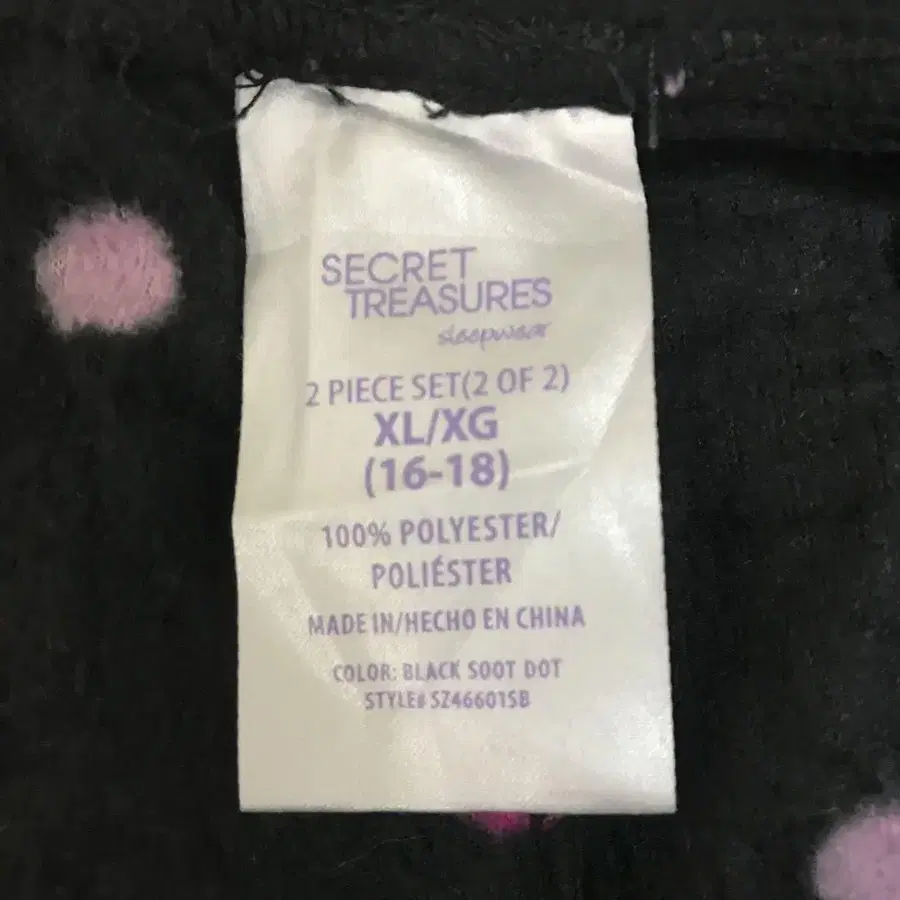 SECRET
TREASURES
sleepwear
2 PIECE SET(2 OF 2)
XL/XG
(16-18)
100% POLYESTER/
POLIÉSTER
MADE IN/HECHO EN CHINA
COLOR: BLACK SOOT DOT
STYLE# SZ46601SB